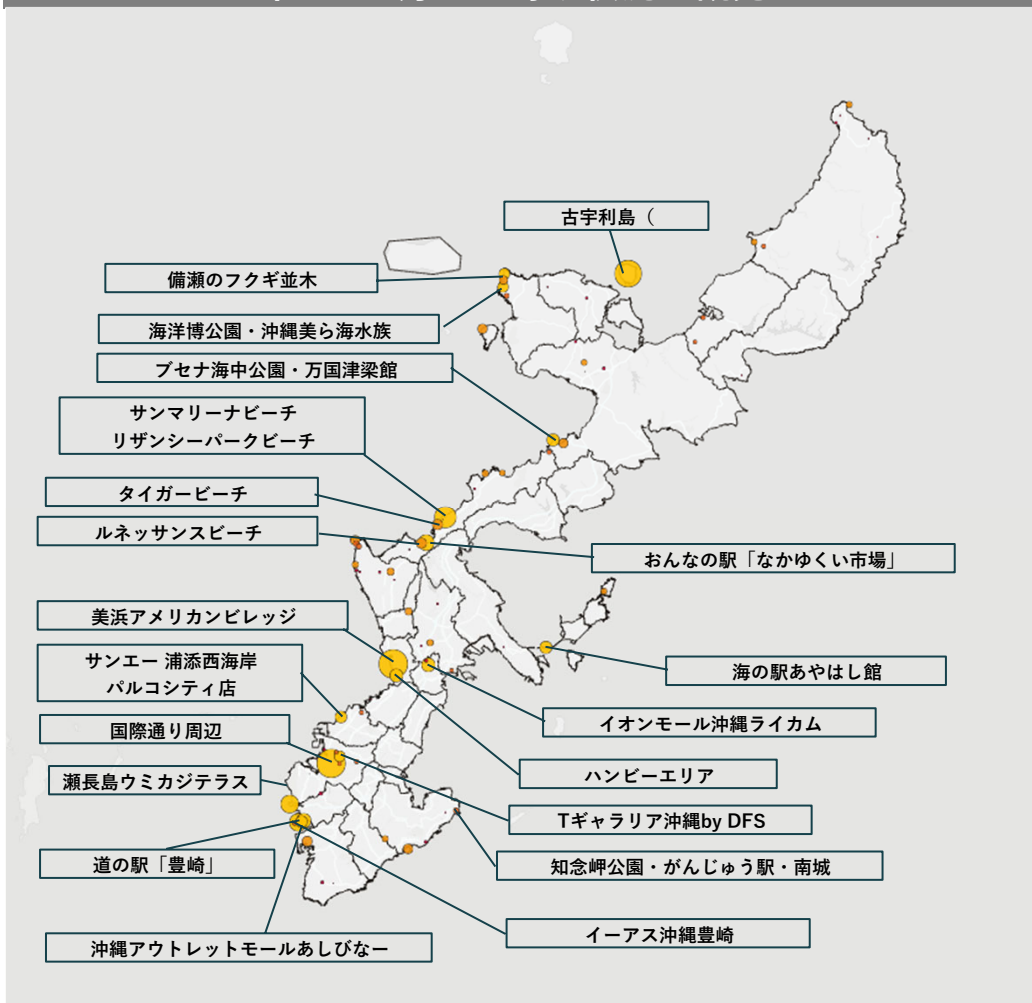 古宇利島（
備瀬のフクギ並木
海洋博公園・沖縄美ら海水族
ブセナ海中公園・万国津梁館
サンマリーナビーチ
リザンシーパークビーチ
タイガービーチ
ルネッサンスビーチ
おんなの駅「なかゆくい市場」
美浜アメリカンビレッジ
海の駅あやはし館
サンエー 浦添西海岸
パルコシティ店
イオンモール沖縄ライカム
国際通り周辺
ハンビーエリア
瀬長島ウミカジテラス
Tギャラリア沖縄by DFS
道の駅「豊崎」
知念岬公園・がんじゅう駅・南城
イーアス沖縄豊崎
沖縄アウトレットモールあしびなー